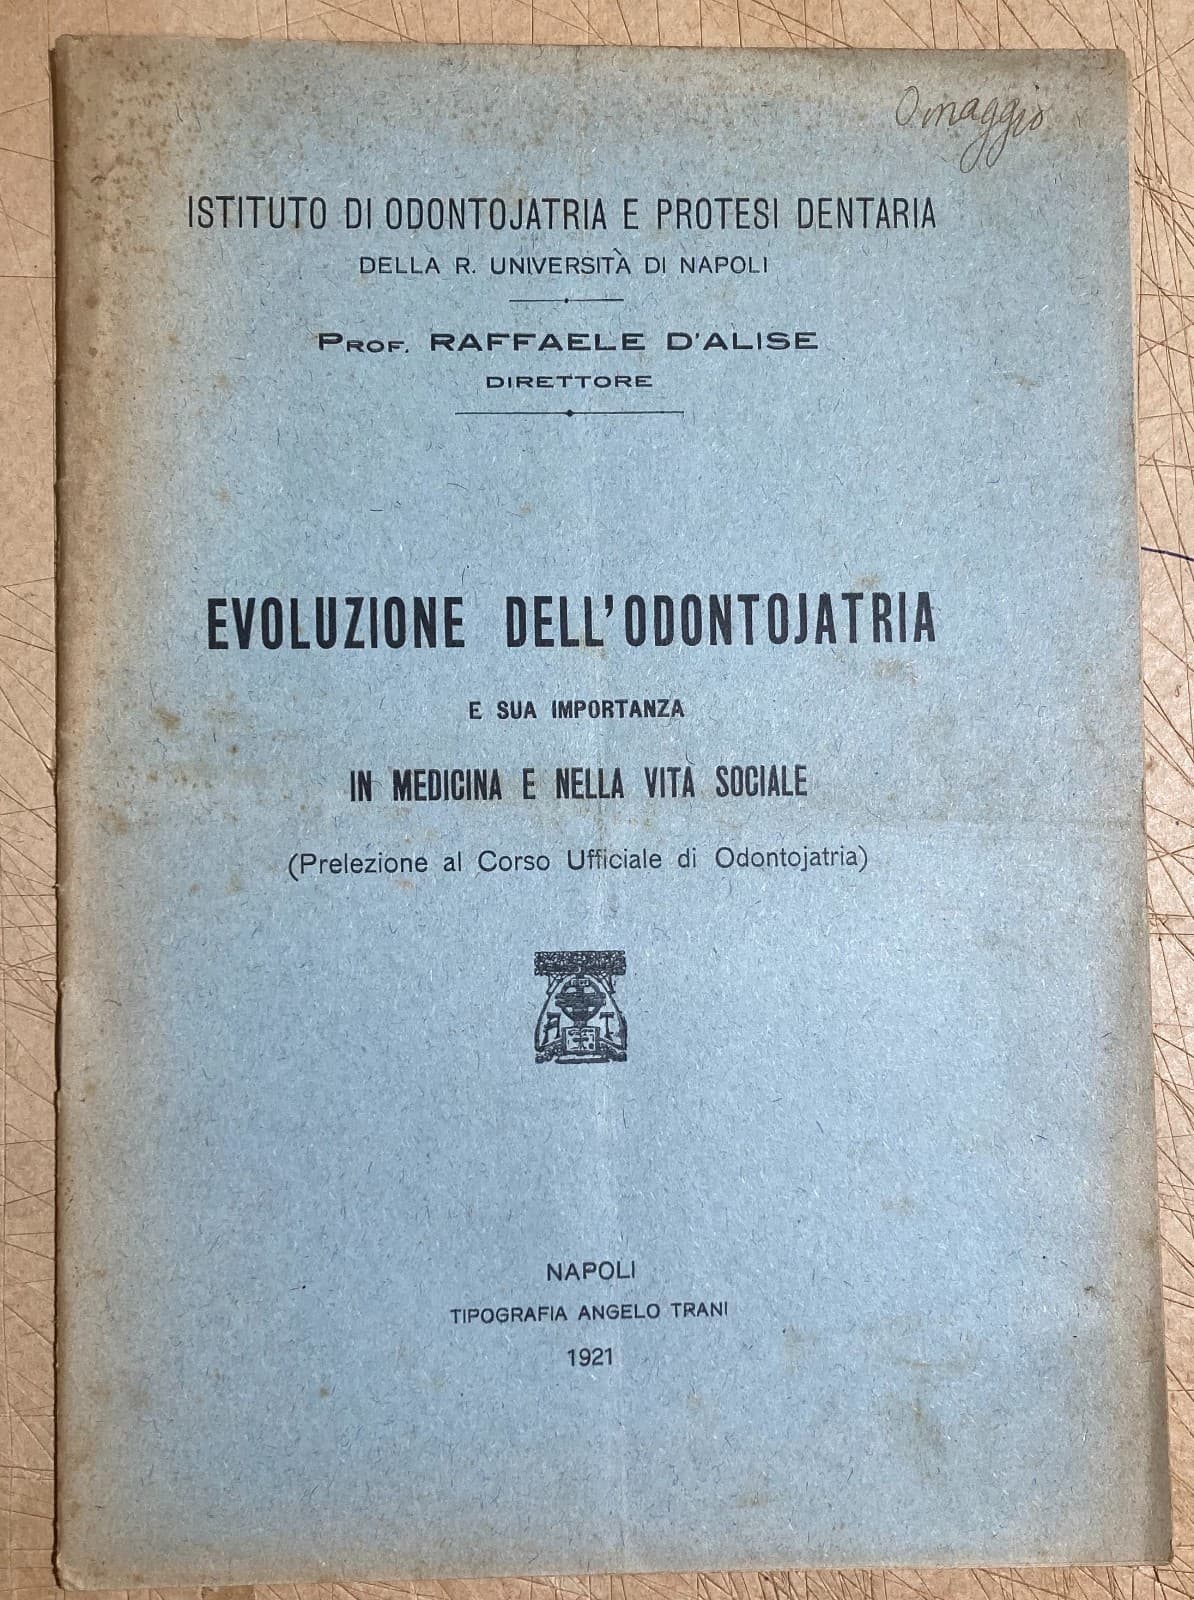 Omaggio
ISTITUTO DI ODONTOJATRIA E PROTESI DENTARIA
DELLA R. UNIVERSITÀ DI NAPOLI
PROF. RAFFAELE D'ALISE
DIRETTORE
EVOLUZIONE DELL'ODONTOJATRIA
E SUA IMPORTANZA
IN MEDICINA E NELLA VITA SOCIALE
(Prelezione al Corso Ufficiale di Odontojatria)
NAPOLI
TIPOGRAFIA ANGELO TRANI
1921